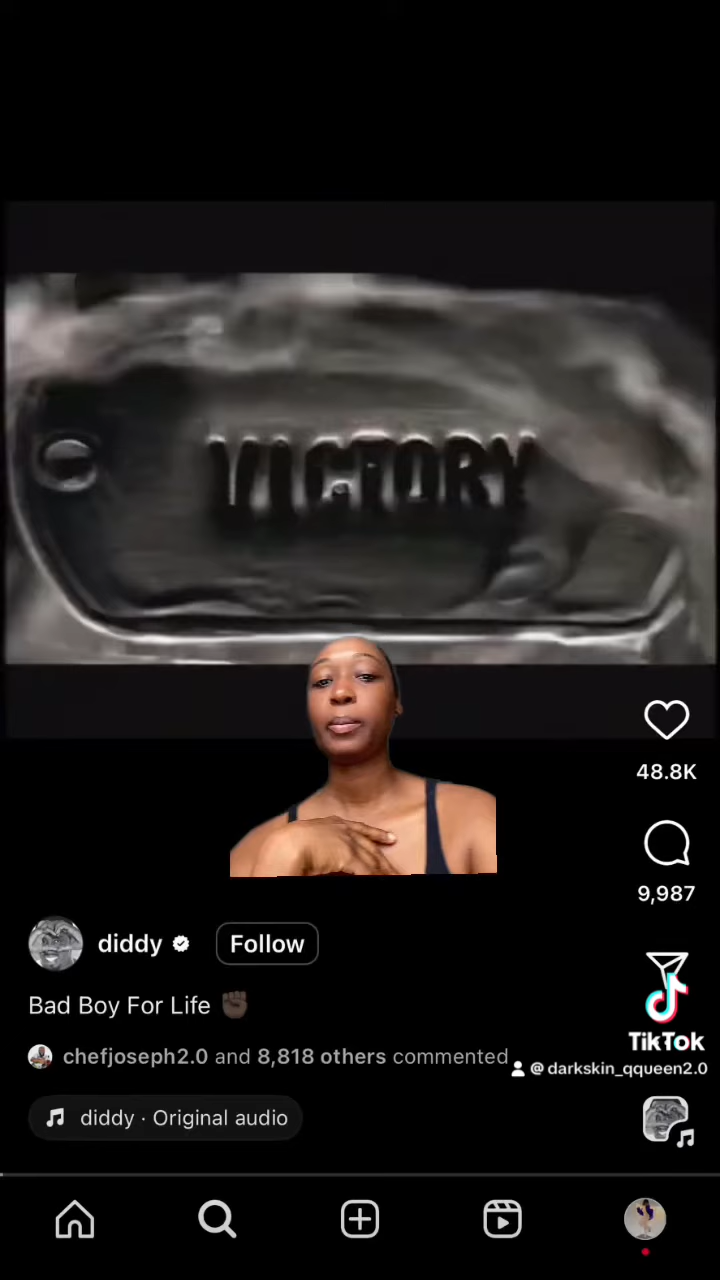 VICTORY
48.8K
9,987
diddy
Follow
Bad Boy For Life
chefjoseph2.0 and 8,818 others commented
TikTok
@darkskin_qqueen2.0
diddy · Original audio